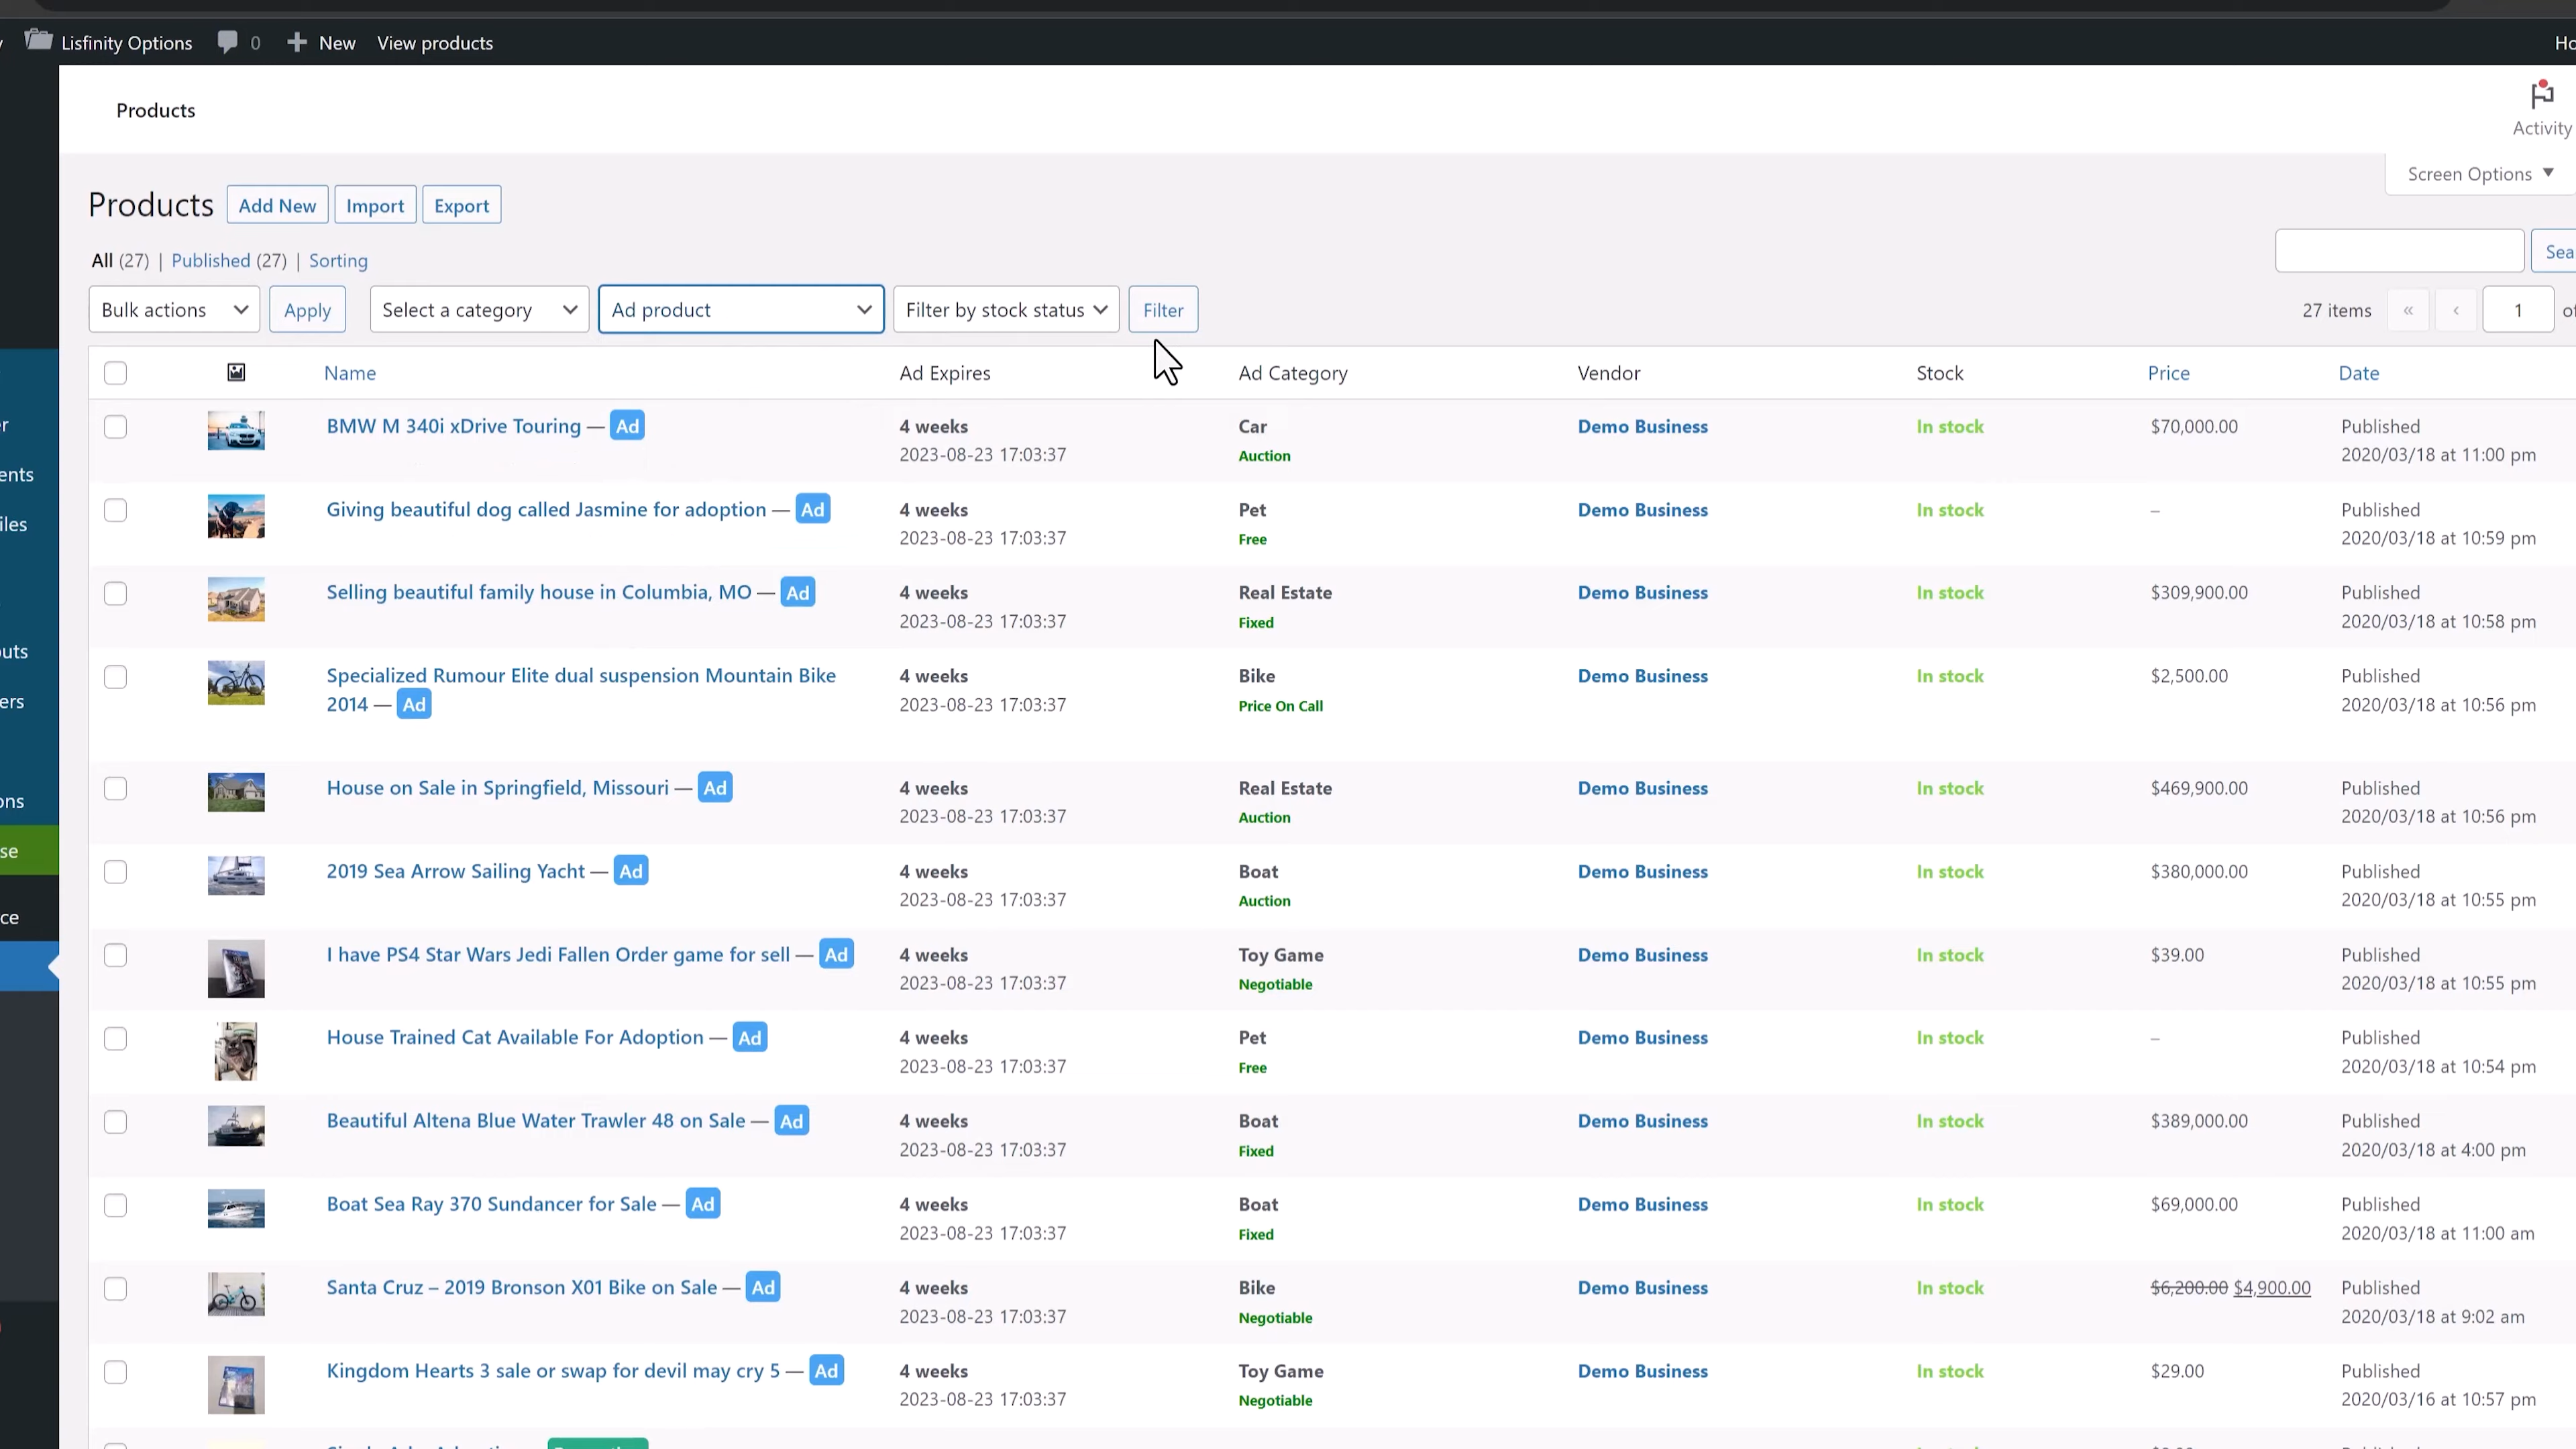 Lisfinity Options 0 New View products
Products
Activity
Screen Options
Products Add New Import Export
All (27) | Published (27) | Sorting
Bulk actions Apply Select a category Ad product Filter by stock status Filter 27 items « ‹ 1
Name Ad Expires Ad Category Vendor Stock Price Date
BMW M 340i xDrive Touring — Ad 4 weeks Car Demo Business In stock $70,000.00 Published
2023-08-23 17:03:37 Auction 2020/03/18 at 11:00 pm
Giving beautiful dog called Jasmine for adoption — Ad 4 weeks Pet Demo Business In stock – Published
2023-08-23 17:03:37 Free 2020/03/18 at 10:59 pm
Selling beautiful family house in Columbia, MO — Ad 4 weeks Real Estate Demo Business In stock $309,900.00 Published
2023-08-23 17:03:37 Fixed 2020/03/18 at 10:58 pm
Specialized Rumour Elite dual suspension Mountain Bike 4 weeks Bike Demo Business In stock $2,500.00 Published
2014 — Ad 2023-08-23 17:03:37 Price On Call 2020/03/18 at 10:56 pm
House on Sale in Springfield, Missouri — Ad 4 weeks Real Estate Demo Business In stock $469,900.00 Published
2023-08-23 17:03:37 Auction 2020/03/18 at 10:56 pm
2019 Sea Arrow Sailing Yacht — Ad 4 weeks Boat Demo Business In stock $380,000.00 Published
2023-08-23 17:03:37 Auction 2020/03/18 at 10:55 pm
I have PS4 Star Wars Jedi Fallen Order game for sell — Ad 4 weeks Toy Game Demo Business In stock $39.00 Published
2023-08-23 17:03:37 Negotiable 2020/03/18 at 10:55 pm
House Trained Cat Available For Adoption — Ad 4 weeks Pet Demo Business In stock – Published
2023-08-23 17:03:37 Free 2020/03/18 at 10:54 pm
Beautiful Altena Blue Water Trawler 48 on Sale — Ad 4 weeks Boat Demo Business In stock $389,000.00 Published
2023-08-23 17:03:37 Fixed 2020/03/18 at 4:00 pm
Boat Sea Ray 370 Sundancer for Sale — Ad 4 weeks Boat Demo Business In stock $69,000.00 Published
2023-08-23 17:03:37 Fixed 2020/03/18 at 11:00 am
Santa Cruz – 2019 Bronson X01 Bike on Sale — Ad 4 weeks Bike Demo Business In stock $6,200.00 $4,900.00 Published
2023-08-23 17:03:37 Negotiable 2020/03/18 at 9:02 am
Kingdom Hearts 3 sale or swap for devil may cry 5 — Ad 4 weeks Toy Game Demo Business In stock $29.00 Published
2023-08-23 17:03:37 Negotiable 2020/03/16 at 10:57 pm